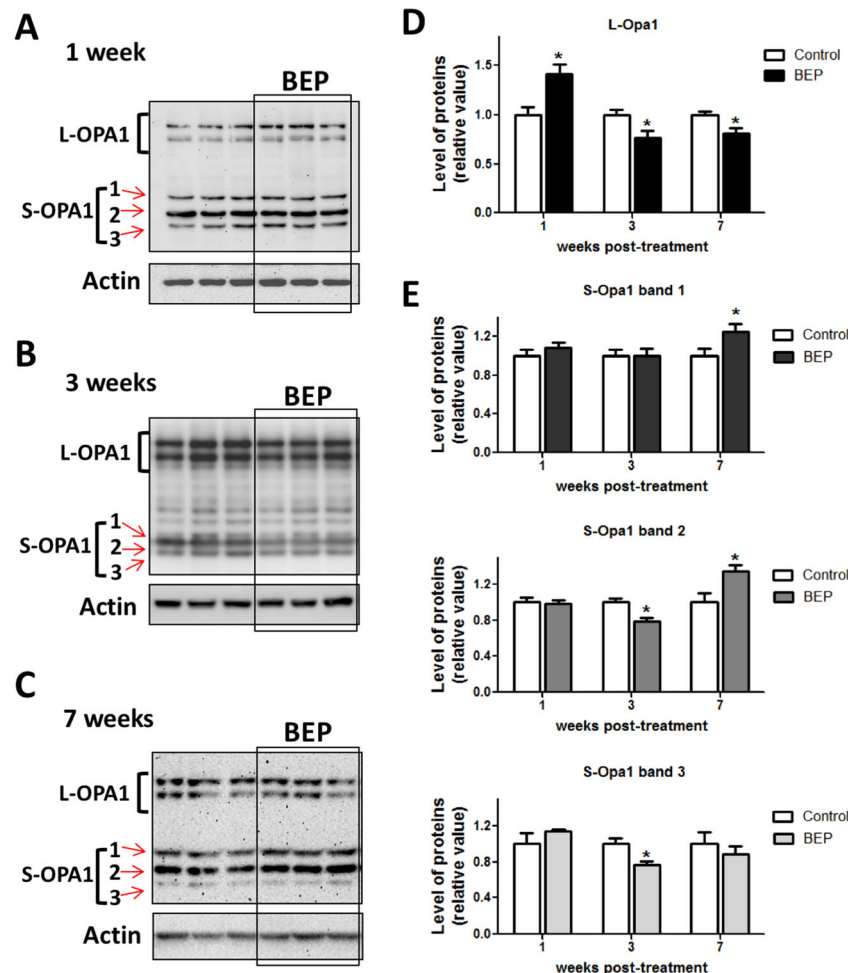 A
1 week
BEP
L-OPA1
S-OPA1
1
2
3
Actin
B
3 weeks
BEP
L-OPA1
S-OPA1
1
2
3
Actin
C
7 weeks
BEP
L-OPA1
S-OPA1
1
2
3
Actin
D
L-Opa1
Level of proteins
(relative value)
1.5
1.0
0.5
0.0
*
*
*
1 3 7
weeks post-treatment
Control
BEP
E
S-Opa1 band 1
Level of proteins
(relative value)
1.2
0.8
0.4
0.0
*
1 3 7
weeks post-treatment
Control
BEP
S-Opa1 band 2
Level of proteins
(relative value)
1.2
0.8
0.4
0.0
*
*
1 3 7
weeks post-treatment
Control
BEP
S-Opa1 band 3
Level of proteins
(relative value)
1.2
0.8
0.4
0.0
*
1 3 7
weeks post-treatment
Control
BEP